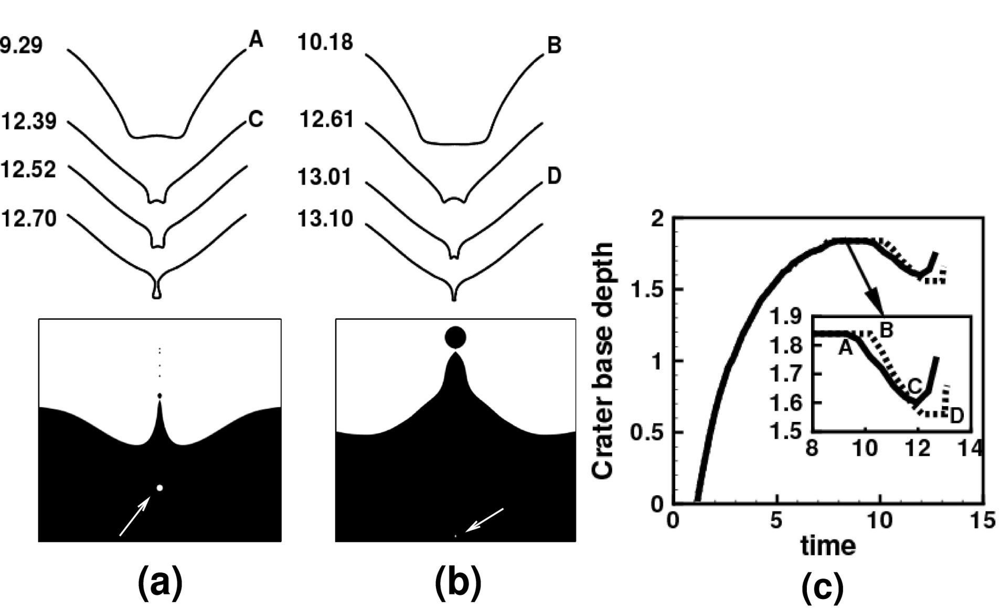 9.29
A
12.39
C
12.52
12.70
(a)
10.18
B
12.61
13.01
D
13.10
(b)
Crater base depth
2
1.5
1
0.5
0
0
5
10
15
time
1.9
1.8
1.7
1.6
1.5
8
10
12
14
A
B
C
D
(c)